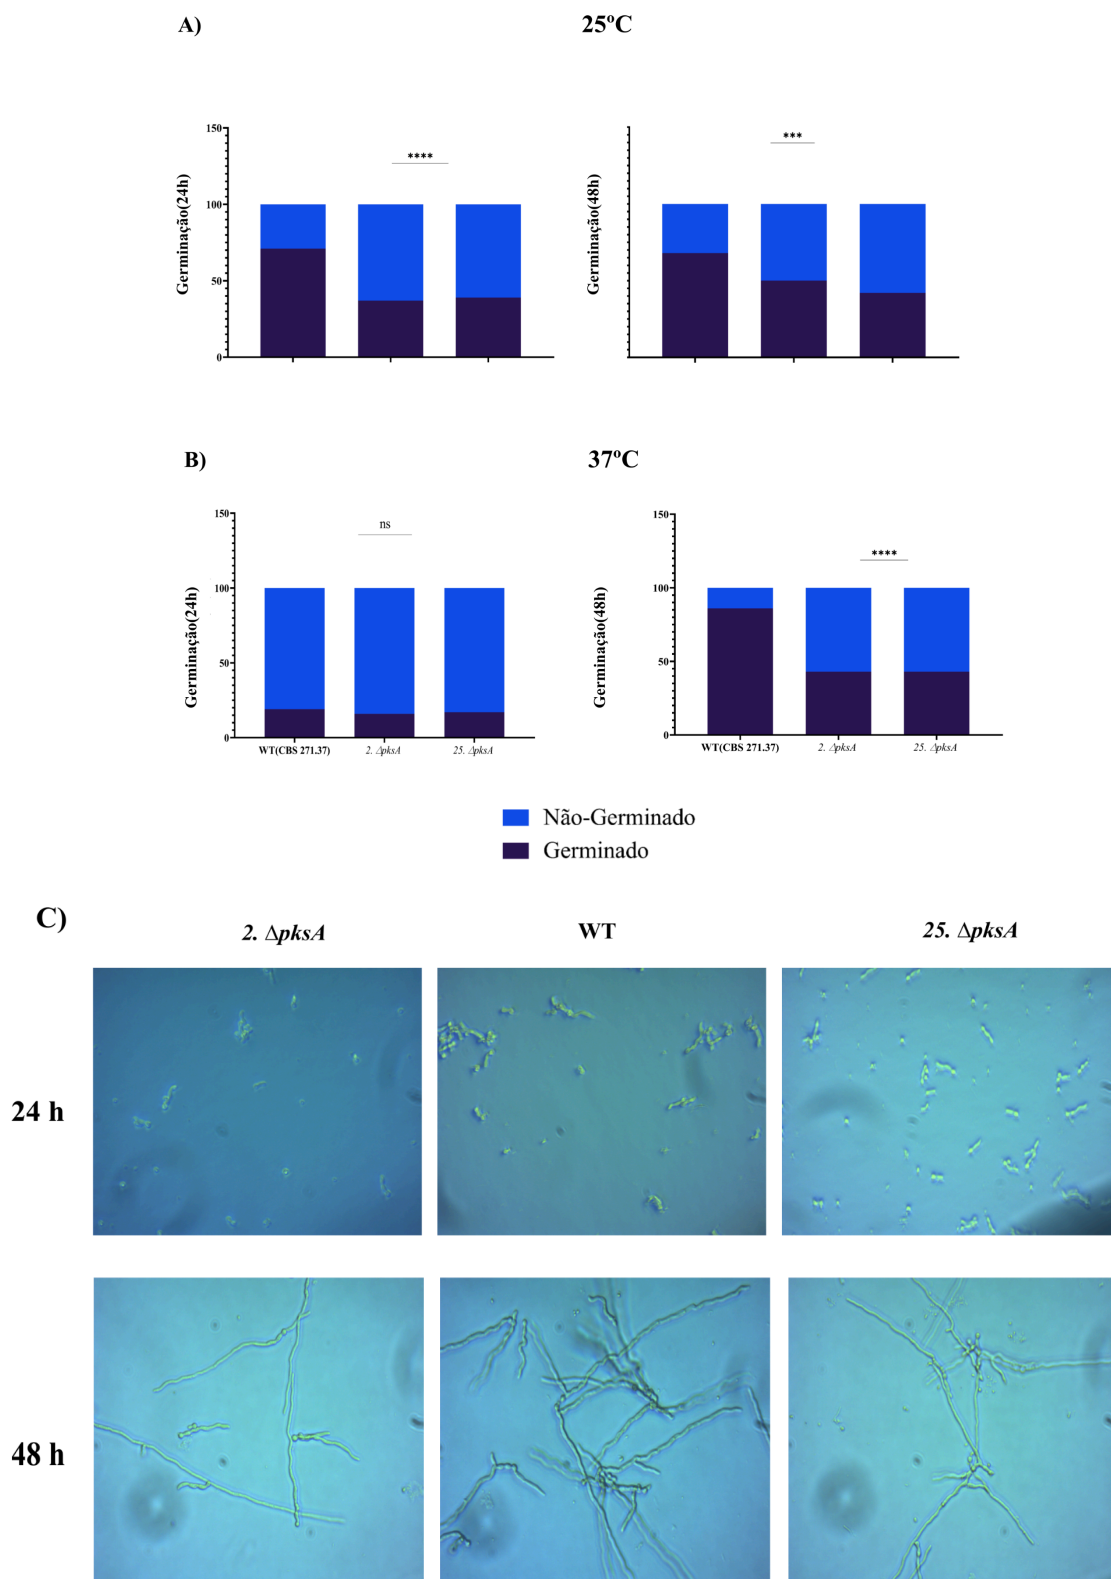 A)
25ºC
150
100
50
0
Germinação(24h)
****
Germinação(48h)
***
B)
37ºC
150
100
50
0
Germinação(24h)
ns
WT(CBS 271.37)
2. ΔpksA
25. ΔpksA
150
100
50
0
Germinação(48h)
****
WT(CBS 271.37)
2. ΔpksA
25. ΔpksA
Não-Germinado
Germinado
C)
2. ΔpksA
WT
25. ΔpksA
24 h
48 h